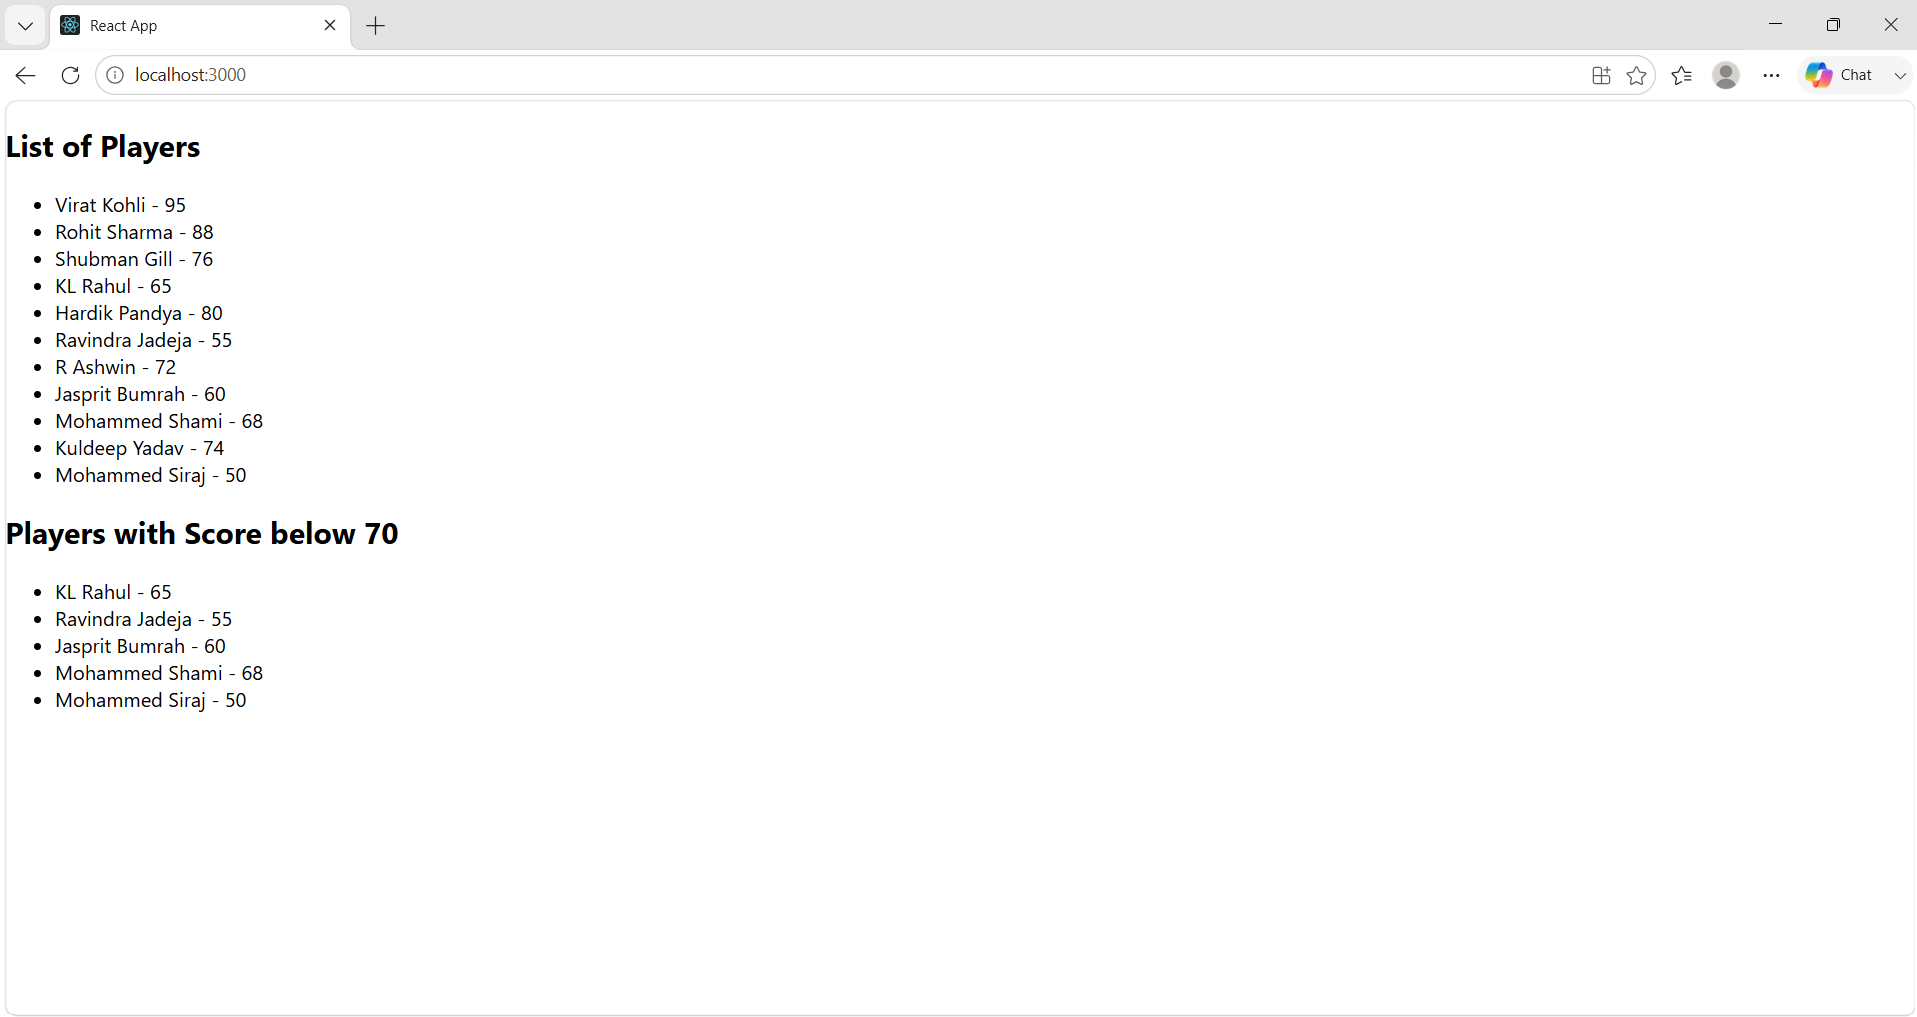 React App
localhost:3000
Chat
List of Players
Virat Kohli - 95
Rohit Sharma - 88
Shubman Gill - 76
KL Rahul - 65
Hardik Pandya - 80
Ravindra Jadeja - 55
R Ashwin - 72
Jasprit Bumrah - 60
Mohammed Shami - 68
Kuldeep Yadav - 74
Mohammed Siraj - 50
Players with Score below 70
KL Rahul - 65
Ravindra Jadeja - 55
Jasprit Bumrah - 60
Mohammed Shami - 68
Mohammed Siraj - 50